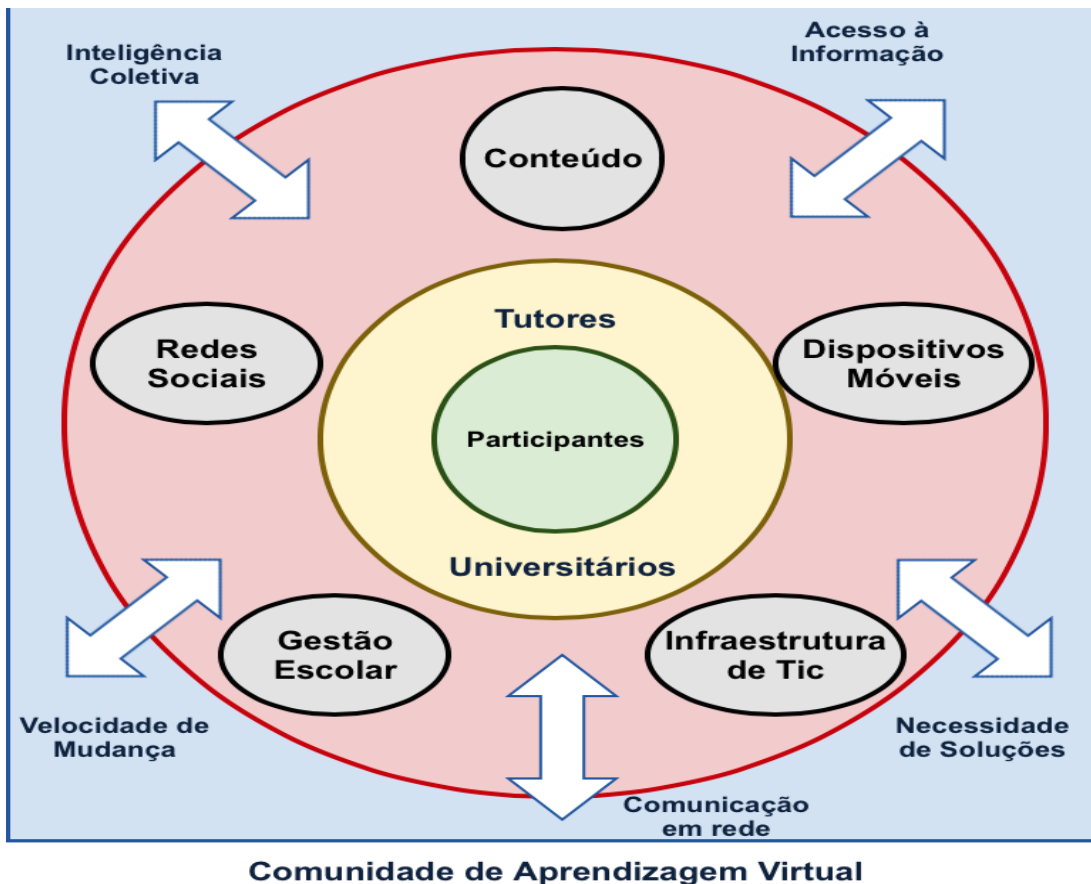 Inteligência
Coletiva
Acesso à
Informação
Conteúdo
Tutores
Redes
Sociais
Dispositivos
Móveis
Participantes
Universitários
Gestão
Escolar
Infraestrutura
de Tic
Velocidade de
Mudança
Necessidade
de Soluções
Comunicação
em rede
Comunidade de Aprendizagem Virtual